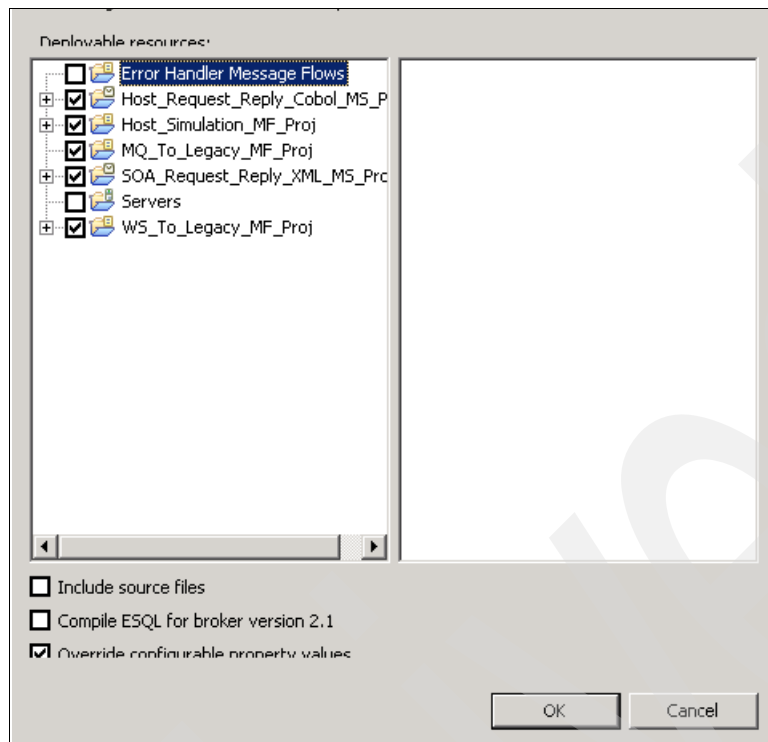 Deployable resources:
Error Handler Message Flows
Host_Request_Reply_Cobol_MS_P
Host_Simulation_MF_Proj
MQ_To_Legacy_MF_Proj
SOA_Request_Reply_XML_MS_Prc
Servers
WS_To_Legacy_MF_Proj
Include source files
Compile ESQL for broker version 2.1
Override configurable property values
OK Cancel